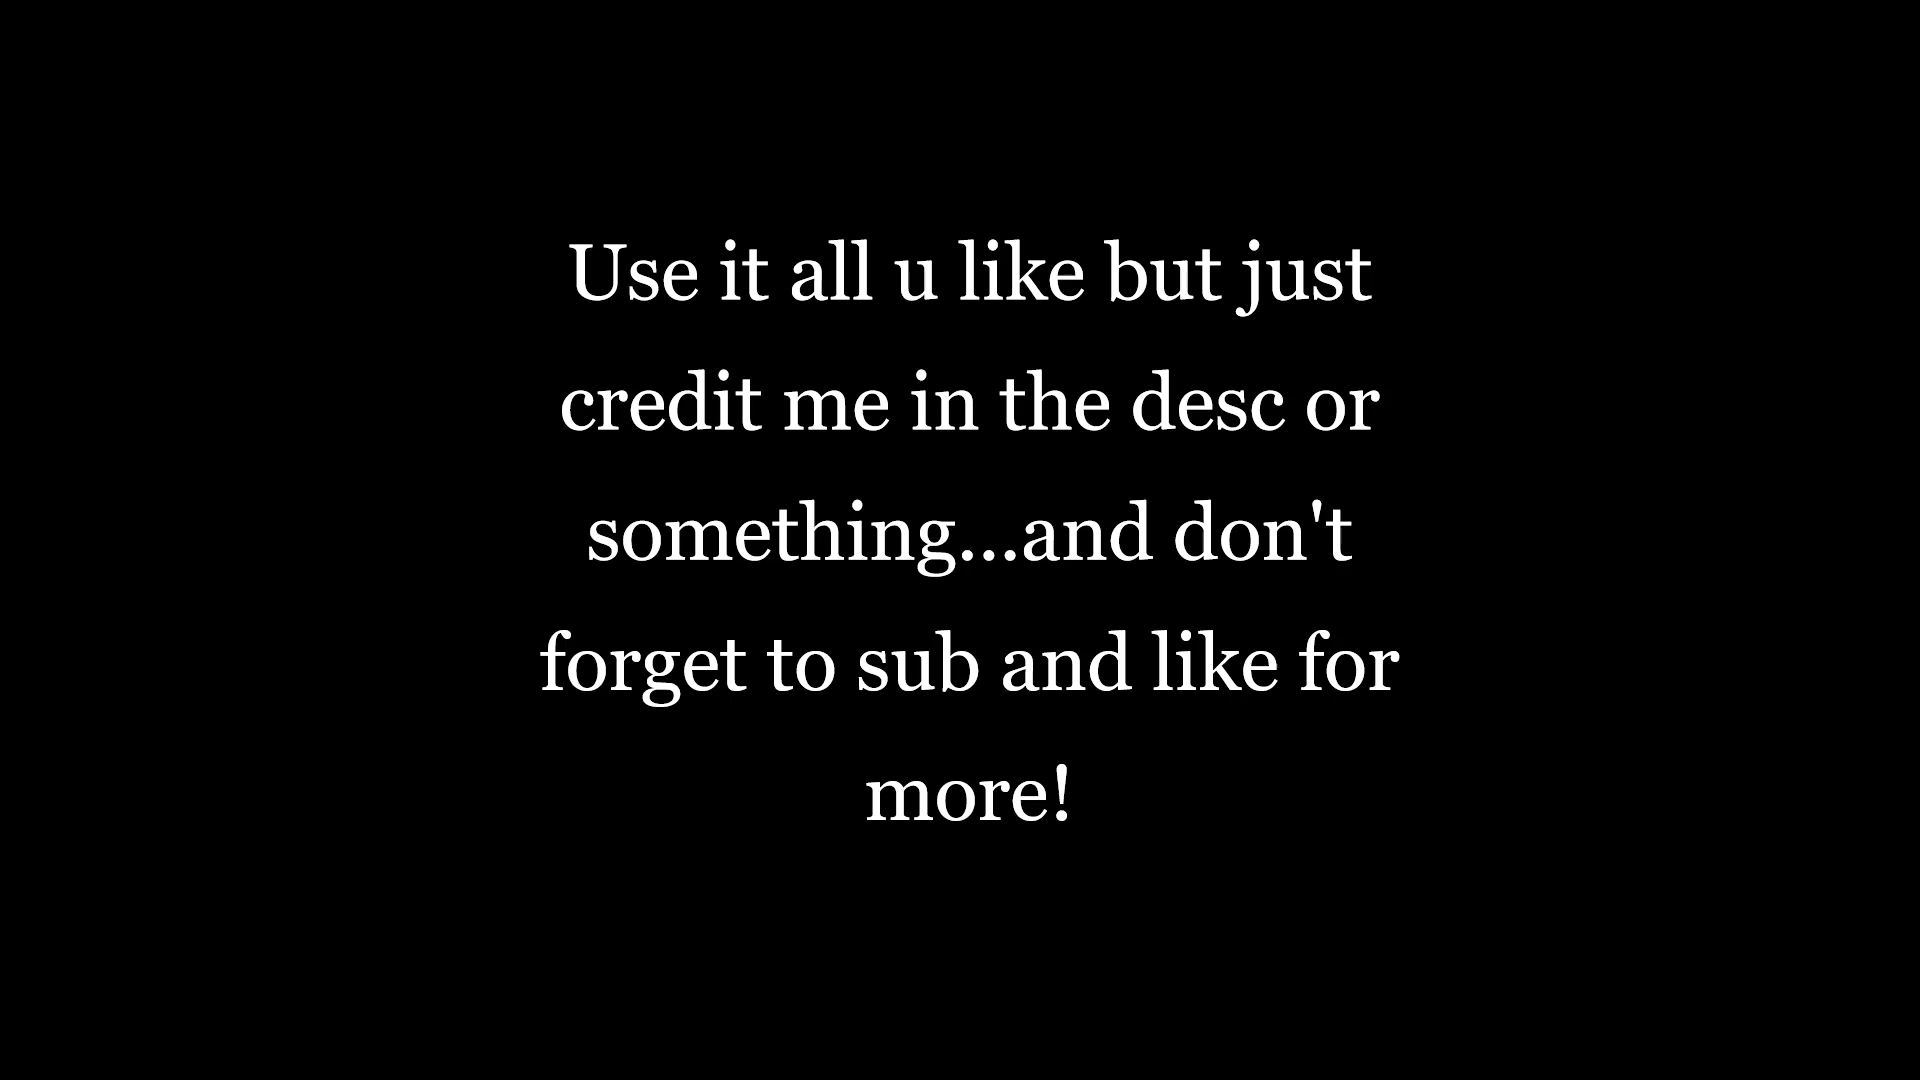 Use it all u like but just
credit me in the desc or
something...and don't
forget to sub and like for
more!